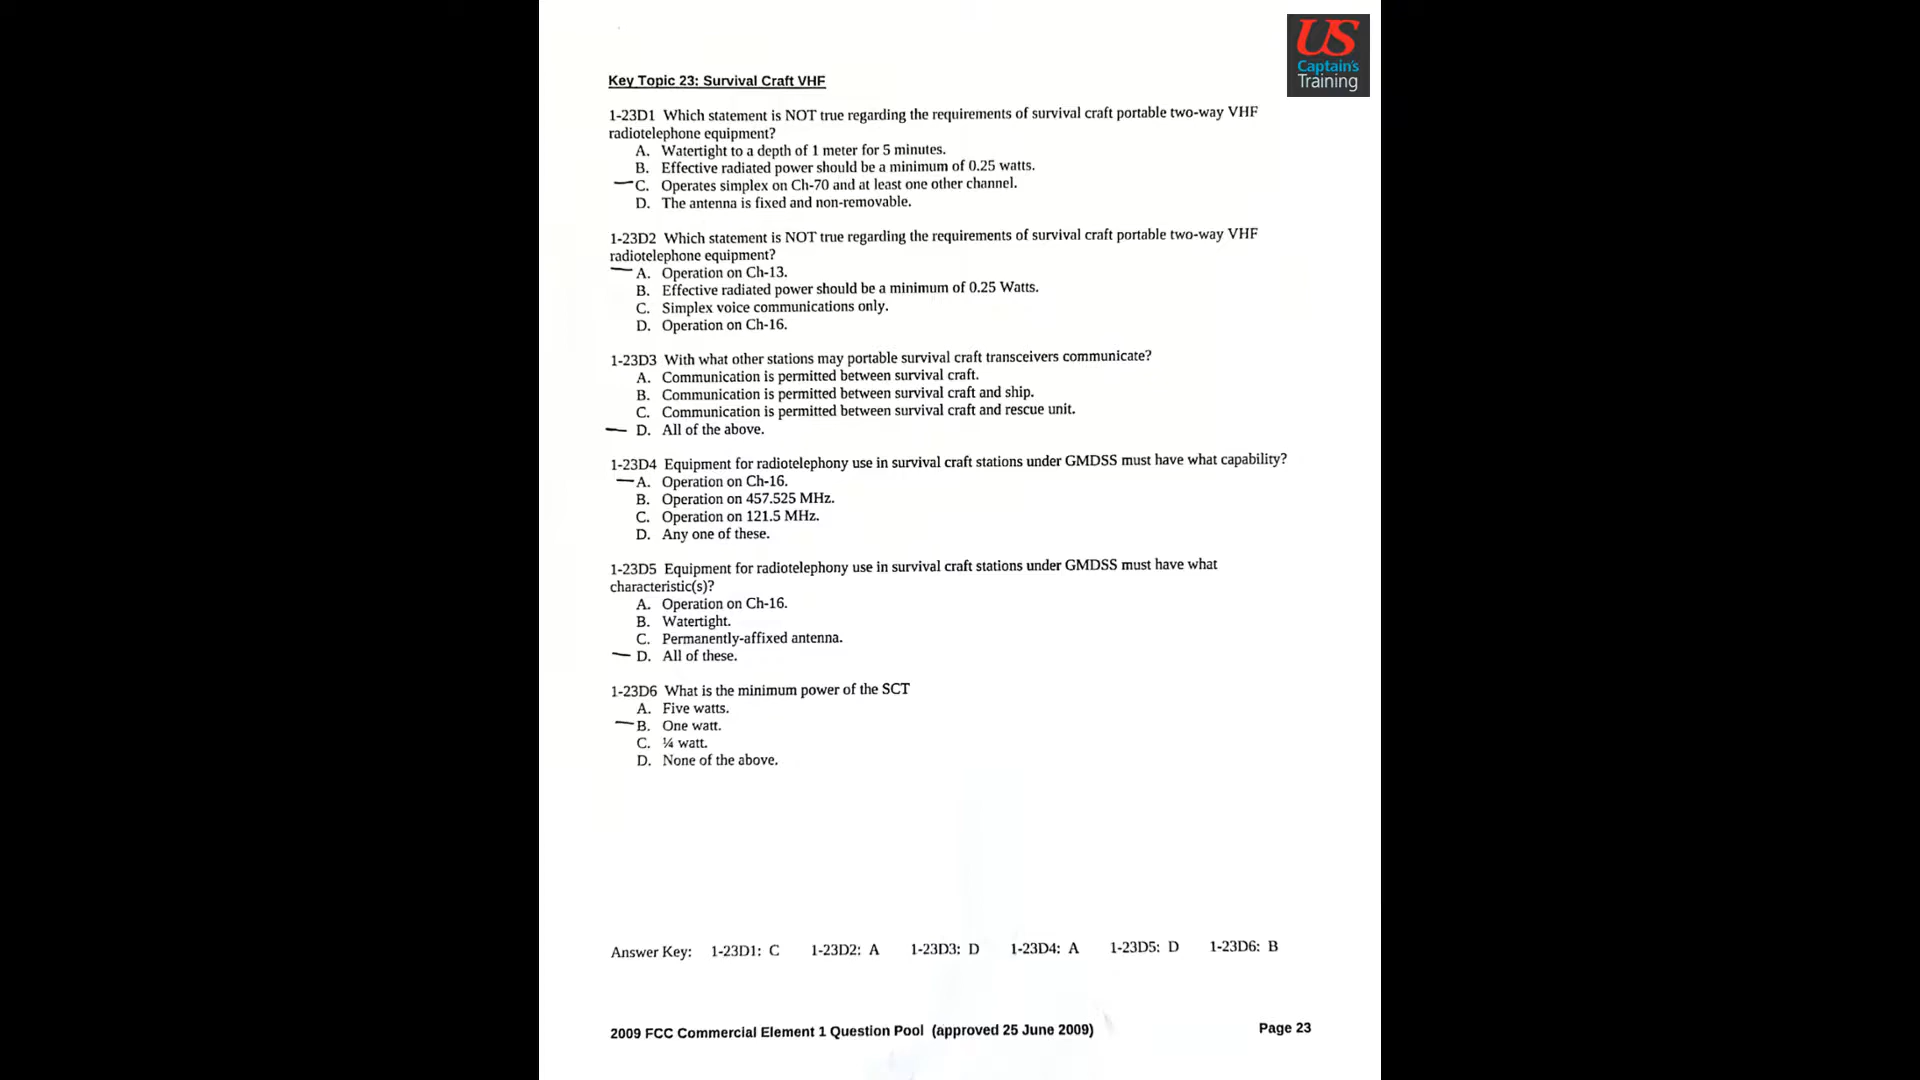 US
Captain's
Training
Key Topic 23: Survival Craft VHF
1-23D1 Which statement is NOT true regarding the requirements of survival craft portable two-way VHF
radiotelephone equipment?
A. Watertight to a depth of 1 meter for 5 minutes.
B. Effective radiated power should be a minimum of 0.25 watts.
C. Operates simplex on Ch-70 and at least one other channel.
D. The antenna is fixed and non-removable.
1-23D2 Which statement is NOT true regarding the requirements of survival craft portable two-way VHF
radiotelephone equipment?
A. Operation on Ch-13.
B. Effective radiated power should be a minimum of 0.25 Watts.
C. Simplex voice communications only.
D. Operation on Ch-16.
1-23D3 With what other stations may portable survival craft transceivers communicate?
A. Communication is permitted between survival craft.
B. Communication is permitted between survival craft and ship.
C. Communication is permitted between survival craft and rescue unit.
D. All of the above.
1-23D4 Equipment for radiotelephony use in survival craft stations under GMDSS must have what capability?
A. Operation on Ch-16.
B. Operation on 457.525 MHz.
C. Operation on 121.5 MHz.
D. Any one of these.
1-23D5 Equipment for radiotelephony use in survival craft stations under GMDSS must have what
characteristic(s)?
A. Operation on Ch-16.
B. Watertight.
C. Permanently-affixed antenna.
D. All of these.
1-23D6 What is the minimum power of the SCT
A. Five watts.
B. One watt.
C. ¼ watt.
D. None of the above.
Answer Key: 1-23D1: C 1-23D2: A 1-23D3: D 1-23D4: A 1-23D5: D 1-23D6: B
2009 FCC Commercial Element 1 Question Pool (approved 25 June 2009) Page 23